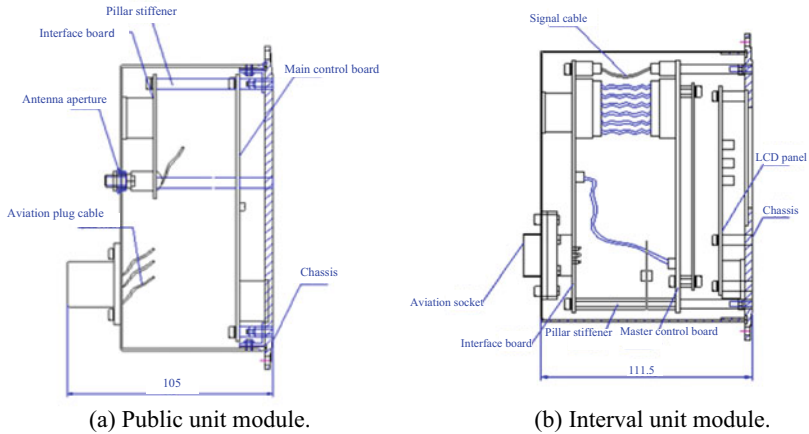 Pillar stiffener
Interface board
Main control board
Antenna aperture
Aviation plug cable
Chassis
105
(a) Public unit module.
Signal cable
LCD panel
Chassis
Aviation socket
Pillar stiffener
Master control board
Interface board
111.5
(b) Interval unit module.